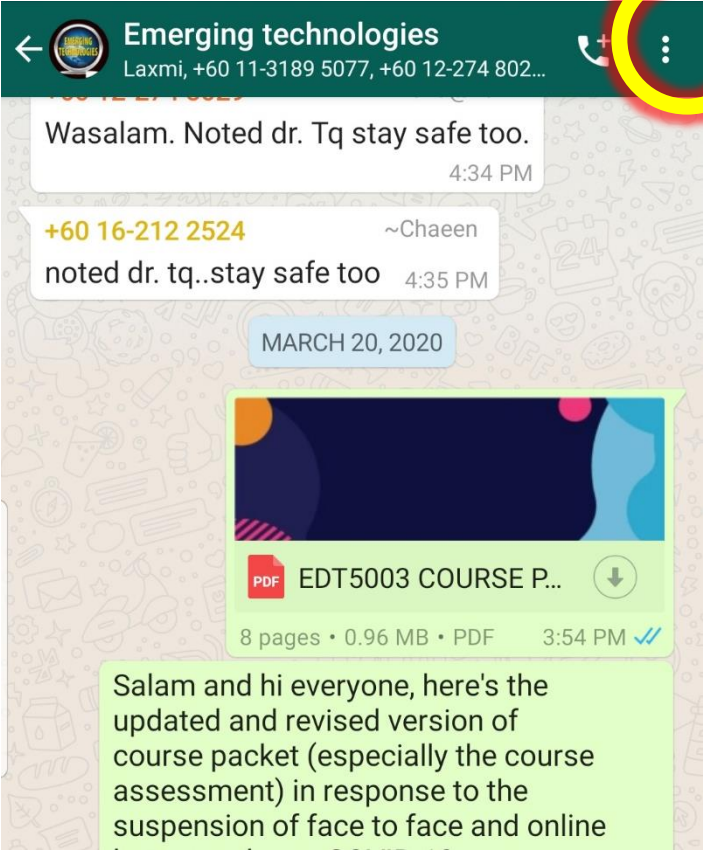 Emerging technologies
Laxmi, +60 11-3189 5077, +60 12-274 802...
Wasalam. Noted dr. Tq stay safe too.
4:34 PM
+60 16-212 2524 ~Chaeen
noted dr. tq..stay safe too 4:35 PM
MARCH 20, 2020
PDF EDT5003 COURSE P...
8 pages • 0.96 MB • PDF 3:54 PM
Salam and hi everyone, here's the
updated and revised version of
course packet (especially the course
assessment) in response to the
suspension of face to face and online